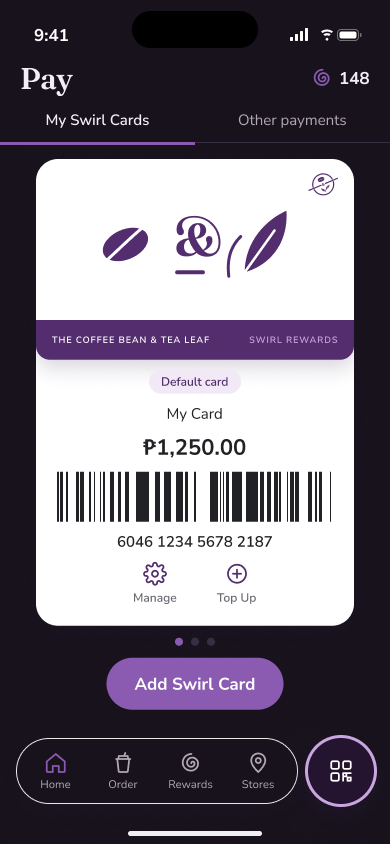 9:41
Pay
148
My Swirl Cards
Other payments
&
THE COFFEE BEAN & TEA LEAF
SWIRL REWARDS
Default card
My Card
₱1,250.00
6046 1234 5678 2187
Manage
Top Up
Add Swirl Card
Home
Order
Rewards
Stores